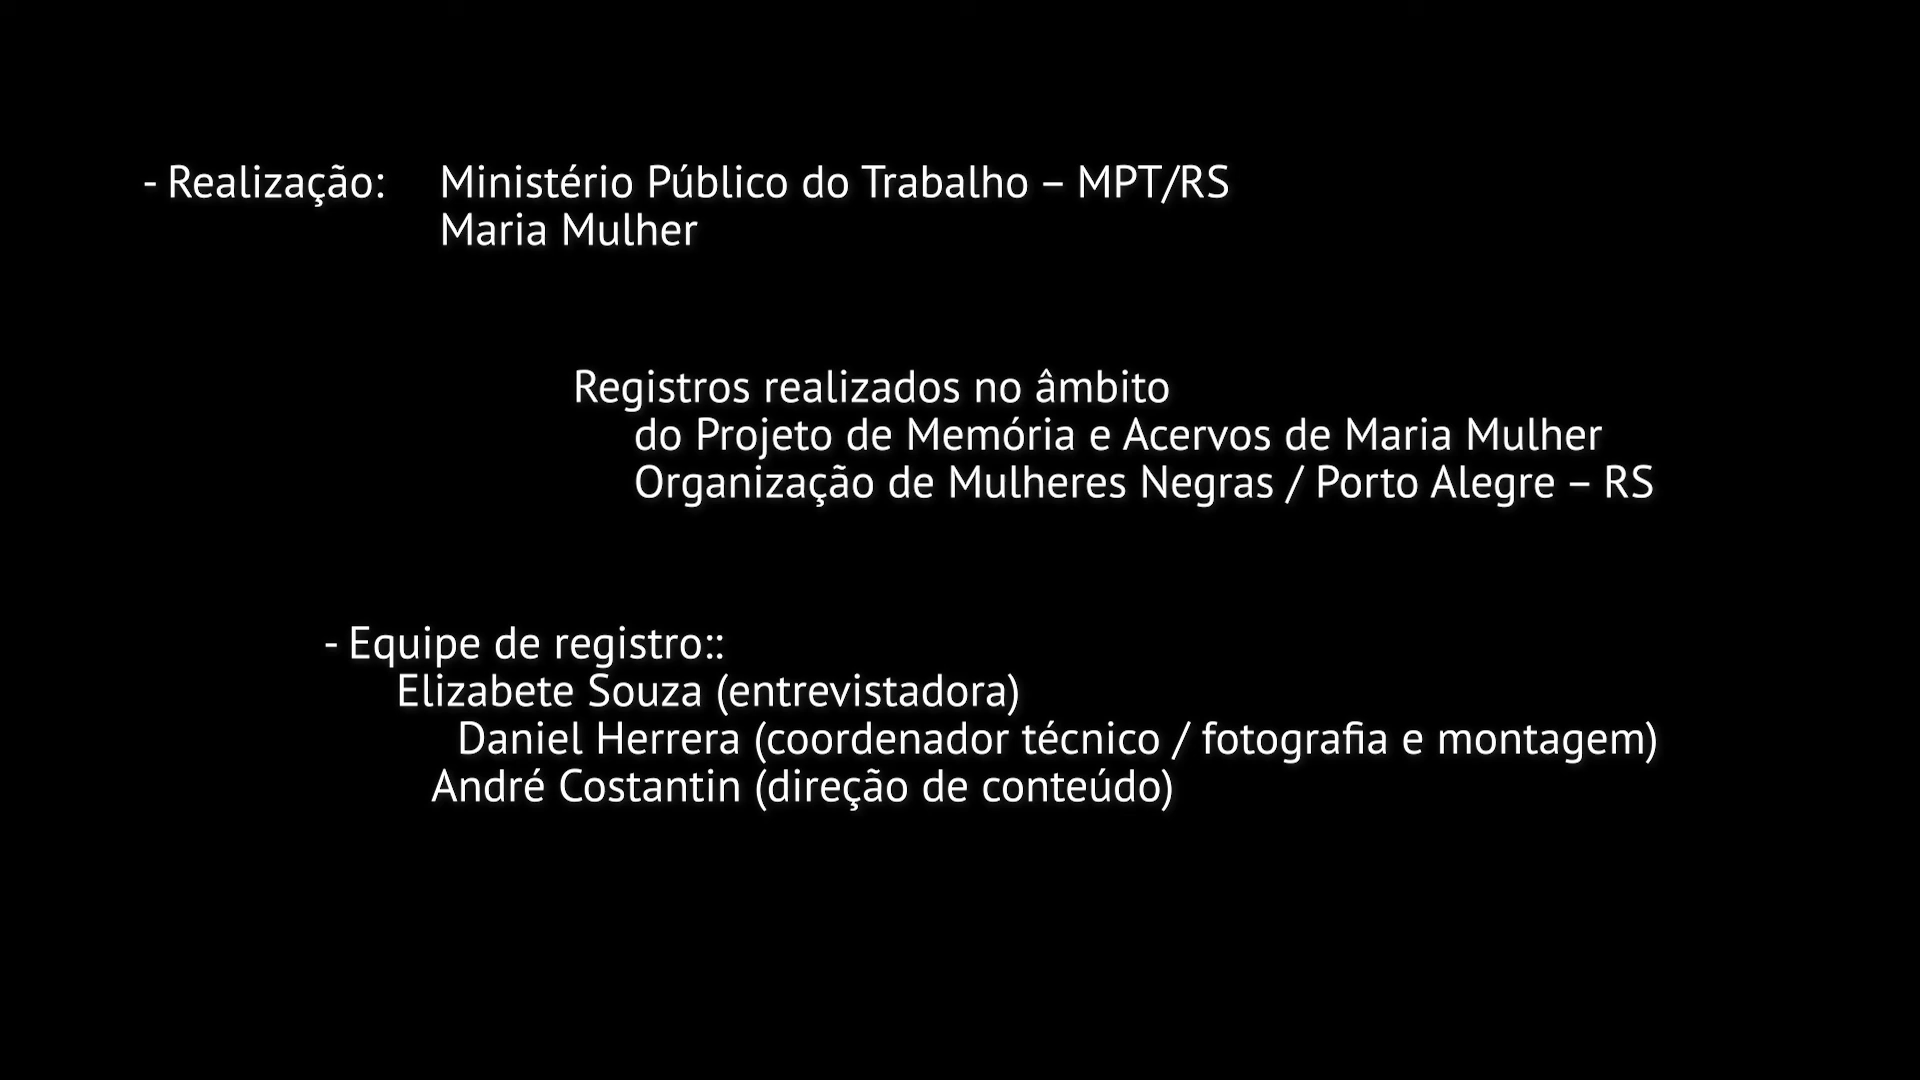 - Realização: Ministério Público do Trabalho – MPT/RS
Maria Mulher
Registros realizados no âmbito
do Projeto de Memória e Acervos de Maria Mulher
Organização de Mulheres Negras / Porto Alegre – RS
- Equipe de registro::
Elizabete Souza (entrevistadora)
Daniel Herrera (coordenador técnico / fotografia e montagem)
André Costantin (direção de conteúdo)